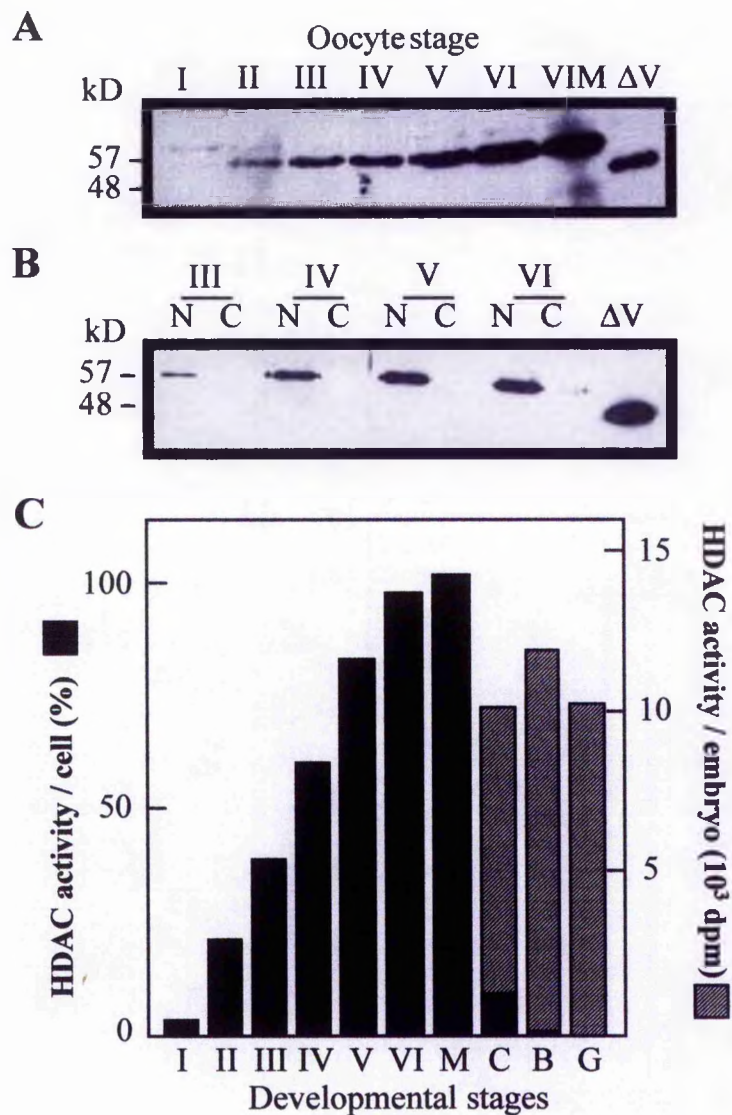 A
Oocyte stage
kD I II III IV V VI VIM ΔV
57 –
48 –
B
III IV V VI
kD N C N C N C N C ΔV
57 –
48 –
C
HDAC activity / cell (%)
100
50
0
15
10
5
HDAC activity / embryo (10³ dpm)
I II III IV V VI M C B G
Developmental stages